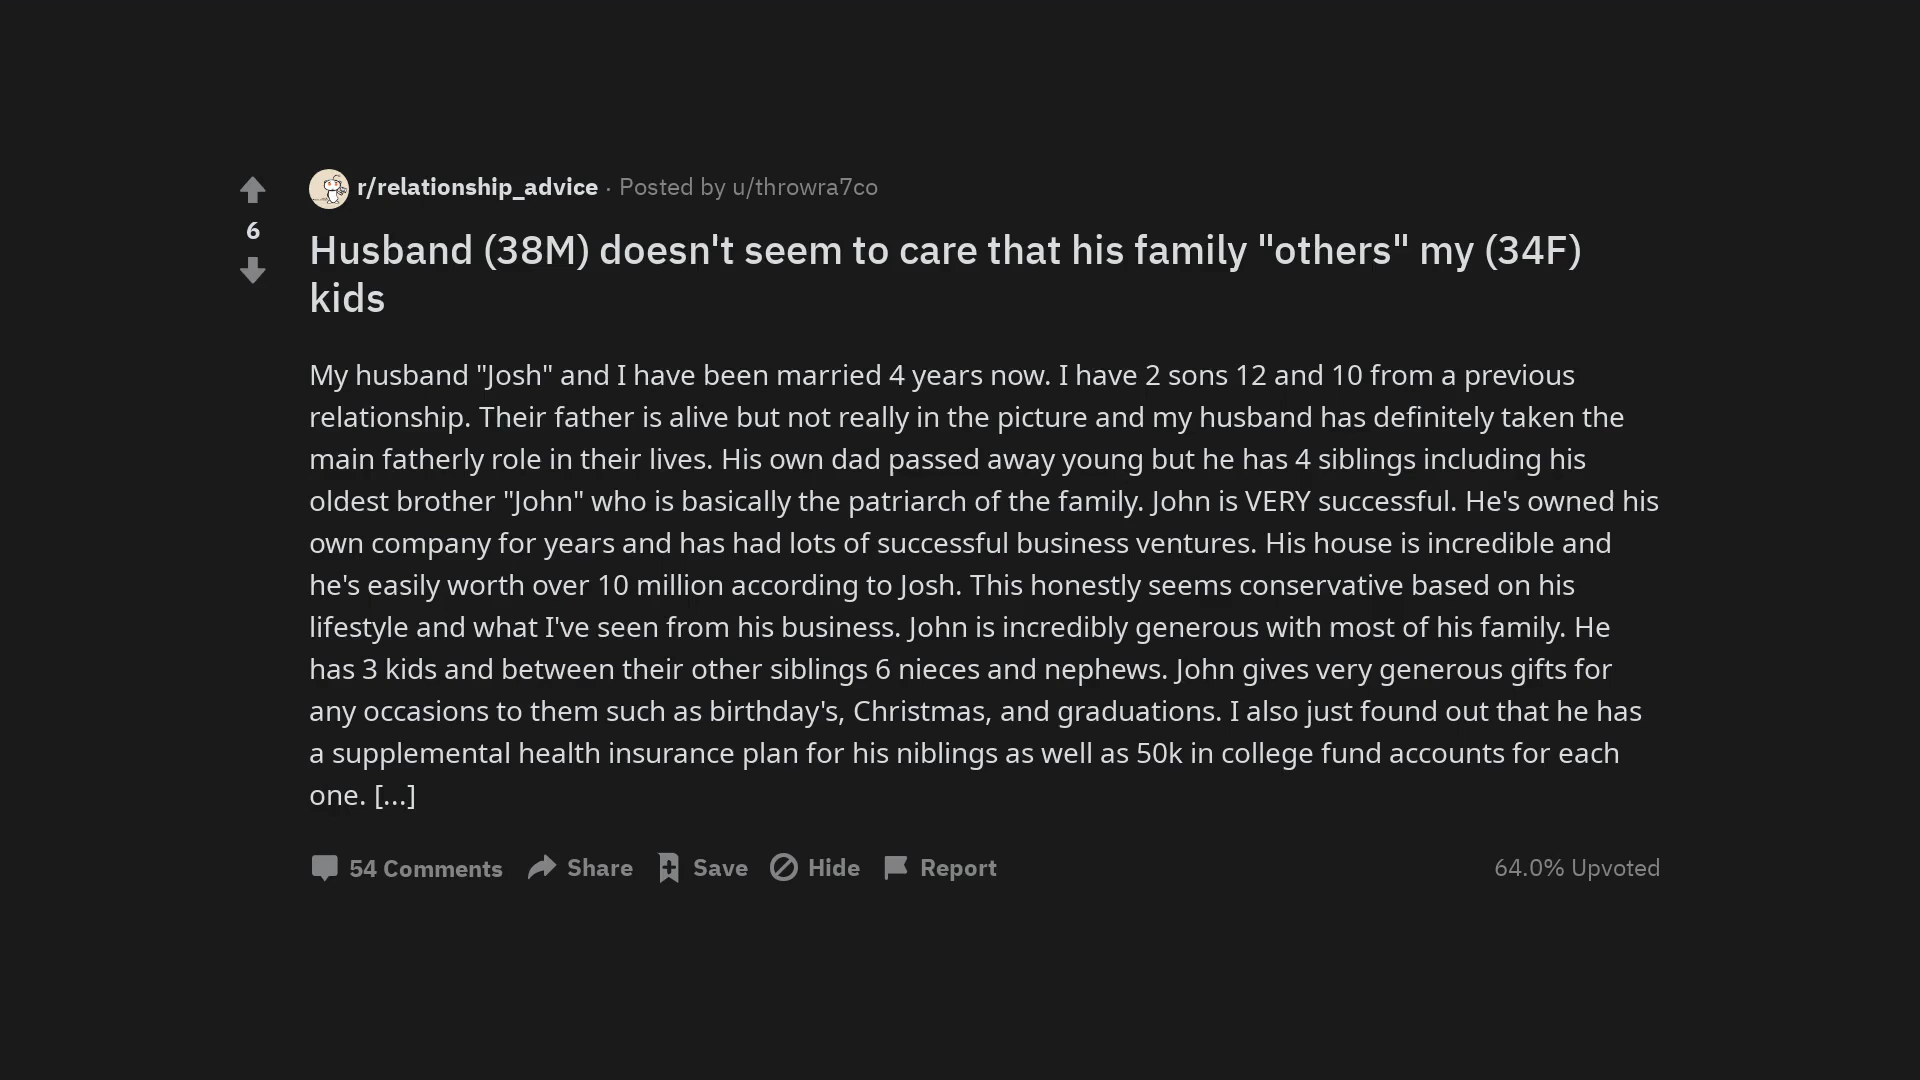 r/relationship_advice · Posted by u/throwra7co
6
Husband (38M) doesn't seem to care that his family "others" my (34F)
kids
My husband "Josh" and I have been married 4 years now. I have 2 sons 12 and 10 from a previous
relationship. Their father is alive but not really in the picture and my husband has definitely taken the
main fatherly role in their lives. His own dad passed away young but he has 4 siblings including his
oldest brother "John" who is basically the patriarch of the family. John is VERY successful. He's owned his
own company for years and has had lots of successful business ventures. His house is incredible and
he's easily worth over 10 million according to Josh. This honestly seems conservative based on his
lifestyle and what I've seen from his business. John is incredibly generous with most of his family. He
has 3 kids and between their other siblings 6 nieces and nephews. John gives very generous gifts for
any occasions to them such as birthday's, Christmas, and graduations. I also just found out that he has
a supplemental health insurance plan for his niblings as well as 50k in college fund accounts for each
one. [...]
54 Comments Share Save Hide Report 64.0% Upvoted